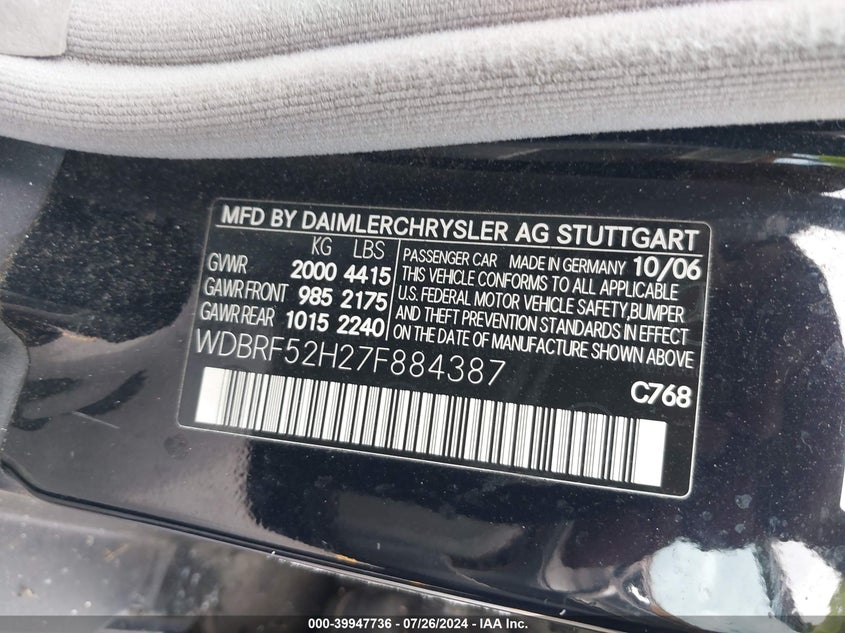 MFD BY DAIMLERCHRYSLER AG STUTTGART
KG LBS
GVWR 2000 4415
GAWR FRONT 985 2175
GAWR REAR 1015 2240
PASSENGER CAR MADE IN GERMANY 10/06
THIS VEHICLE CONFORMS TO ALL APPLICABLE
U.S. FEDERAL MOTOR VEHICLE SAFETY,BUMPER
AND THEFT PREVENTION STANDARDS IN EFFECT
ON THE DATE OF MANUFACTURE SHOWN ABOVE.
WDBRF52H27F884387
C768
000-39947736 - 07/26/2024 - IAA Inc.